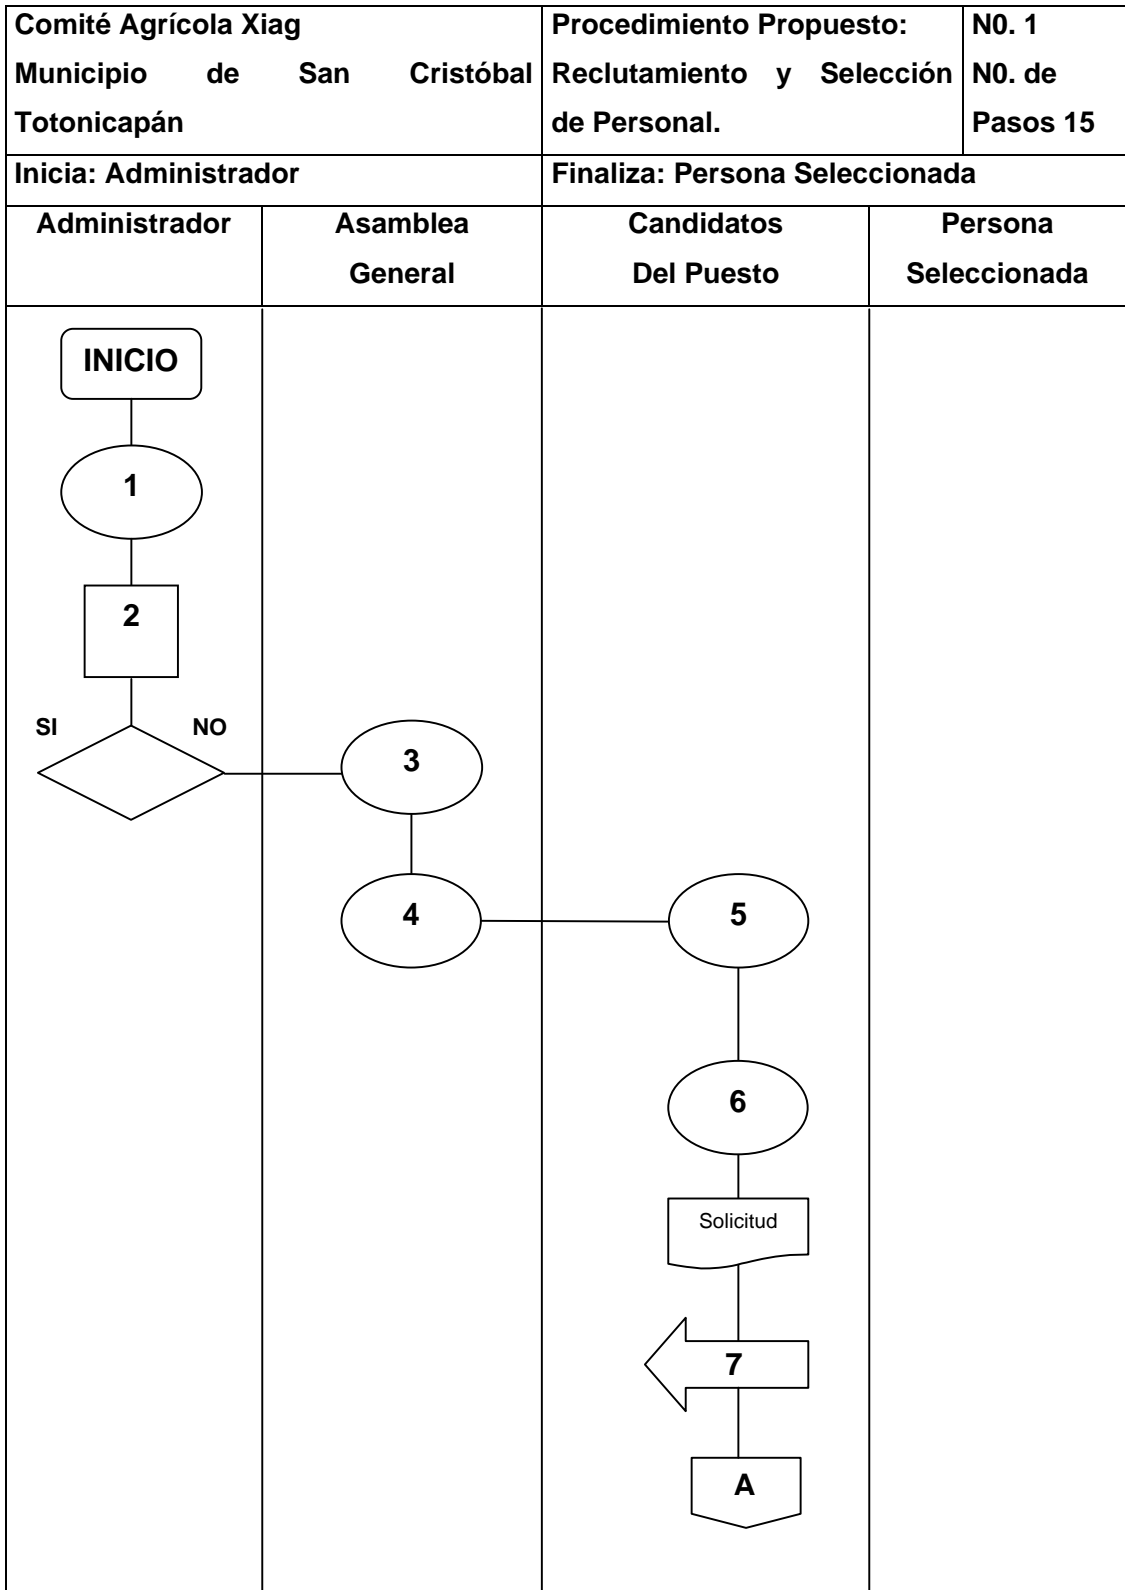 Comité Agrícola Xiag
Municipio de San Cristóbal
Totonicapán
Procedimiento Propuesto:
Reclutamiento y Selección
de Personal.
N0. 1
N0. de
Pasos 15
Inicia: Administrador
Finaliza: Persona Seleccionada
Administrador
Asamblea
General
Candidatos
Del Puesto
Persona
Seleccionada
INICIO
1
2
SI
NO
3
4
5
6
Solicitud
7
A